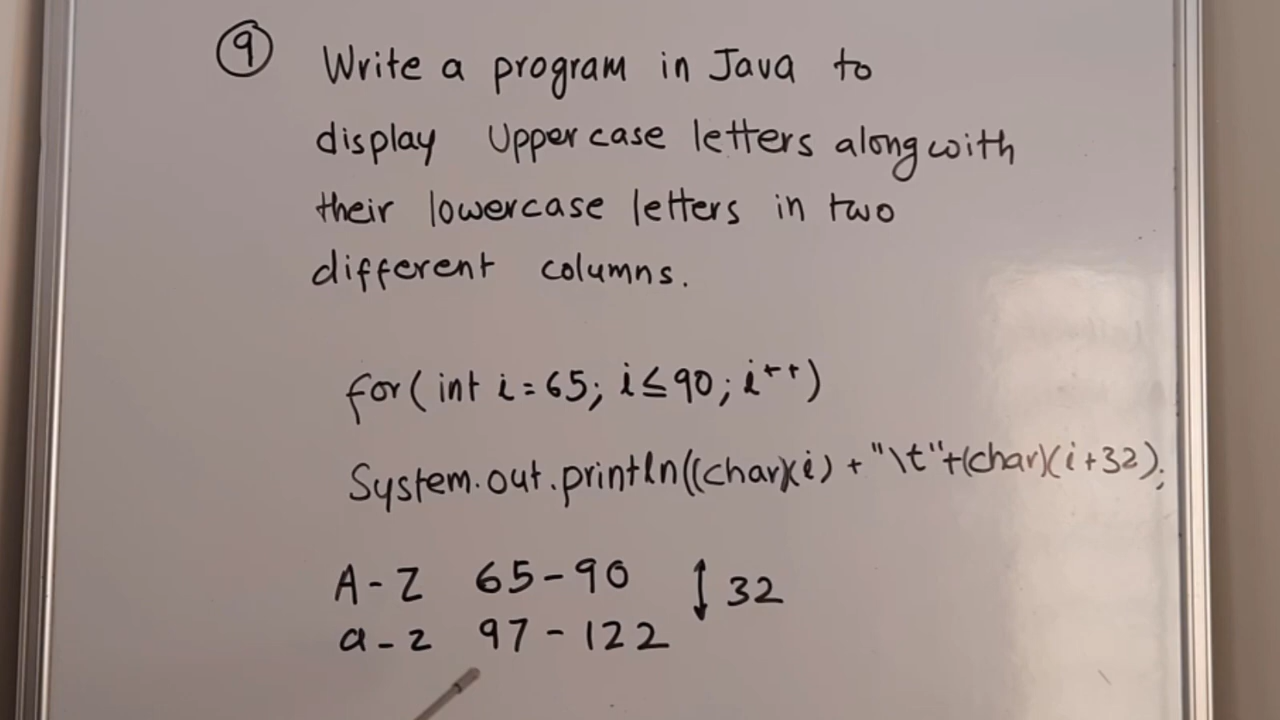 9 Write a program in Java to
display Uppercase letters alongwith
their lowercase letters in two
different columns.
for( int i = 65; i ≤ 90; i++)
System.out.println((char)(i) + "\t"+(char)(i+32);
A - Z 65 - 90 ↕ 32
a - z 97 - 122